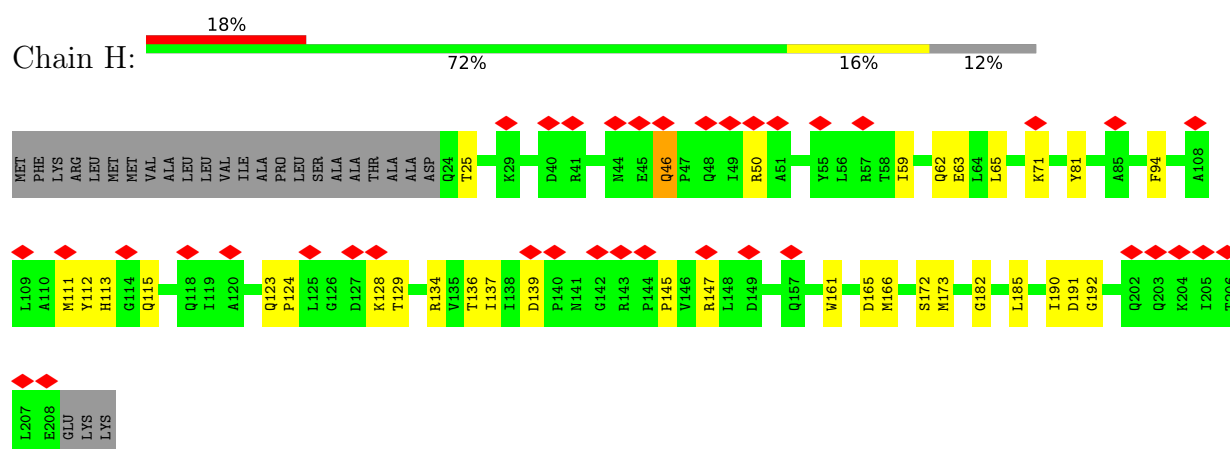 18%
Chain H:
72% 16% 12%
MET PHE LYS ARG LEU MET MET VAL ALA LEU LEU VAL ILE ALA PRO LEU SER ALA ALA THR ALA ALA ASP Q24 T25 K29 D40 R41 N44 E45 Q46 P47 Q48 I49 R50 A51 Y55 L56 R57 T58 I59 Q62 E63 L64 L65 K71 Y81 A85 F94 A108
L109 A110 M111 Y112 H113 G114 Q115 Q118 I119 A120 Q123 P124 L125 G126 D127 K128 T129 R134 V135 T136 I137 I138 D139 P140 N141 G142 R143 P144 P145 V146 R147 L148 D149 Q157 W161 D165 M166 S172 M173 G182 L185 I190 D191 G192 Q202 Q203 K204 I205
L207 E208 GLU LYS LYS